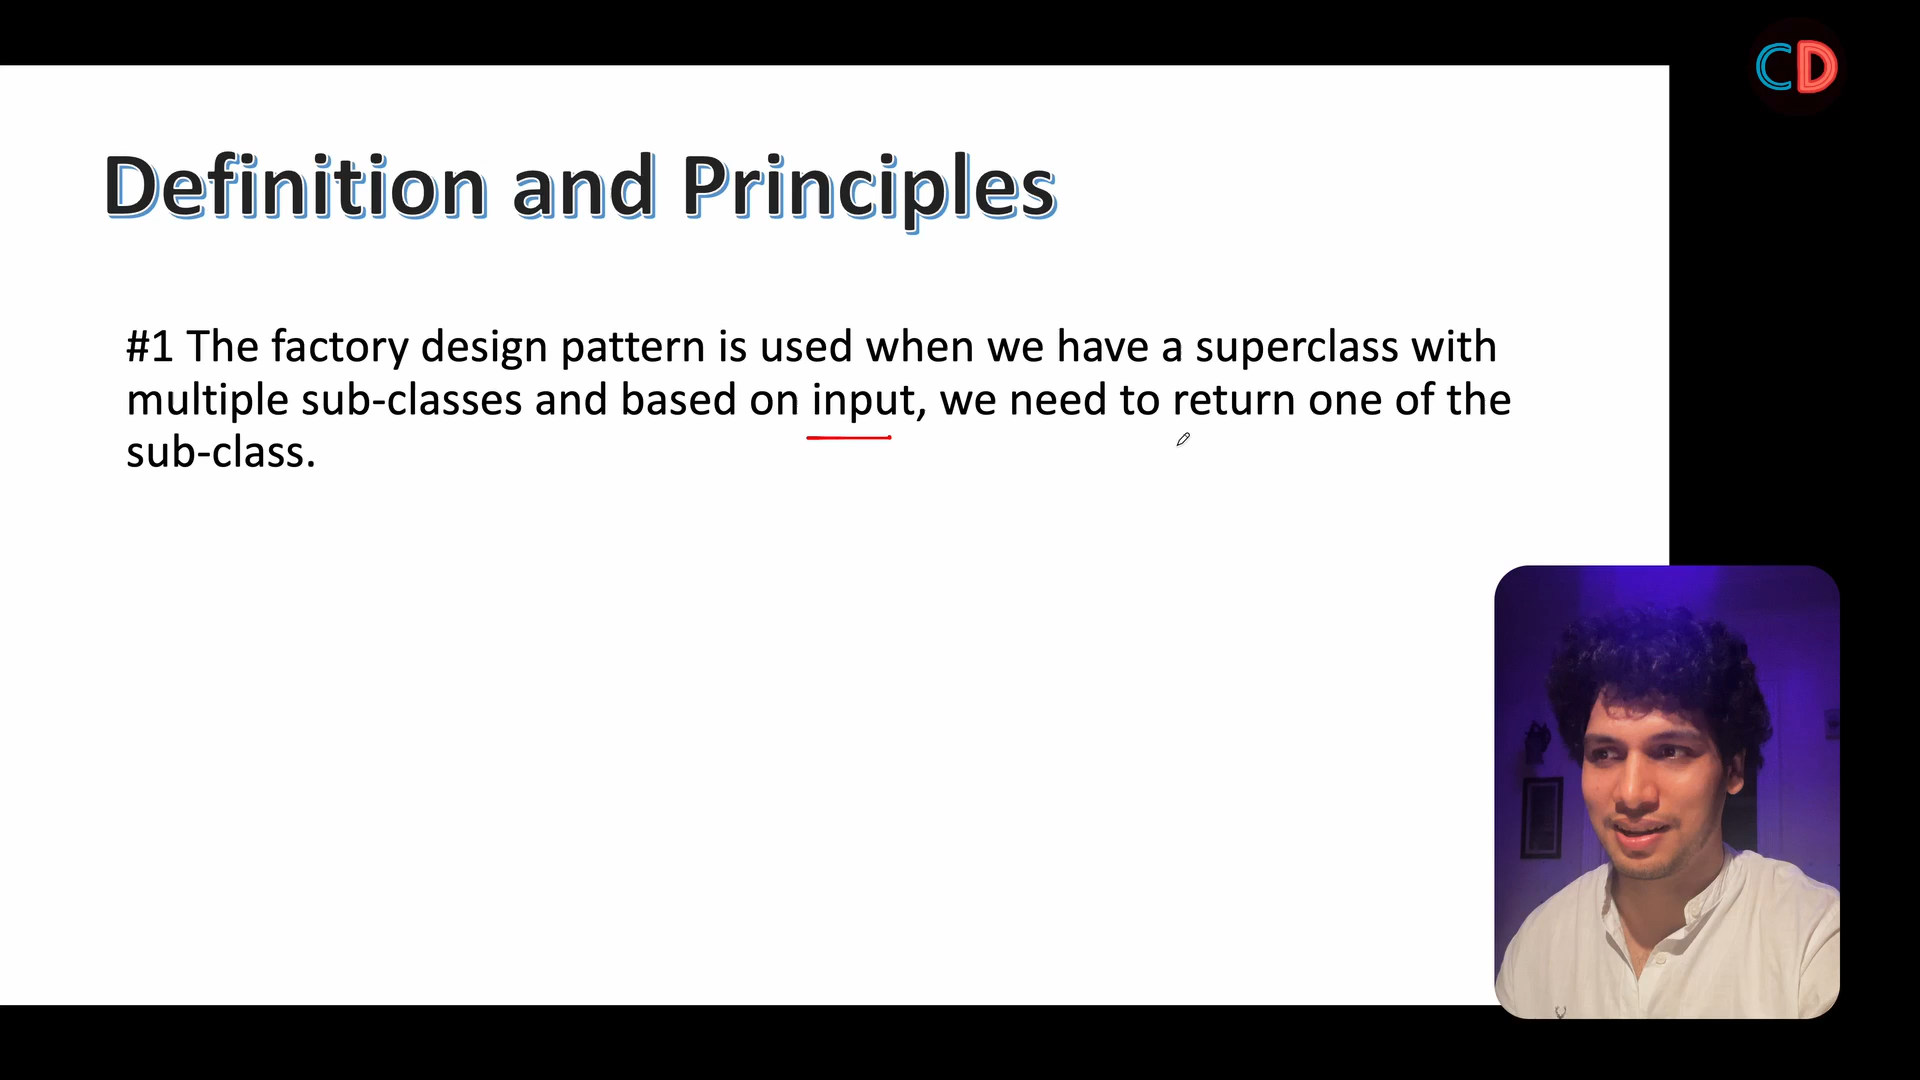 CD
Definition and Principles
#1 The factory design pattern is used when we have a superclass with
multiple sub-classes and based on input, we need to return one of the
sub-class.